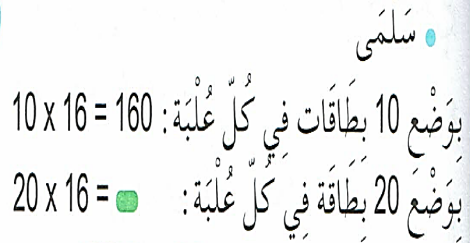 • سَلمَى
بِوَضْعِ 10 بِطَاقَات فِي كُلِّ عُلْبَة : 160 = 16 x 10
بِوَضْعِ 20 بِطَاقَة فِي كُلِّ عُلْبَة : = 16 x 20